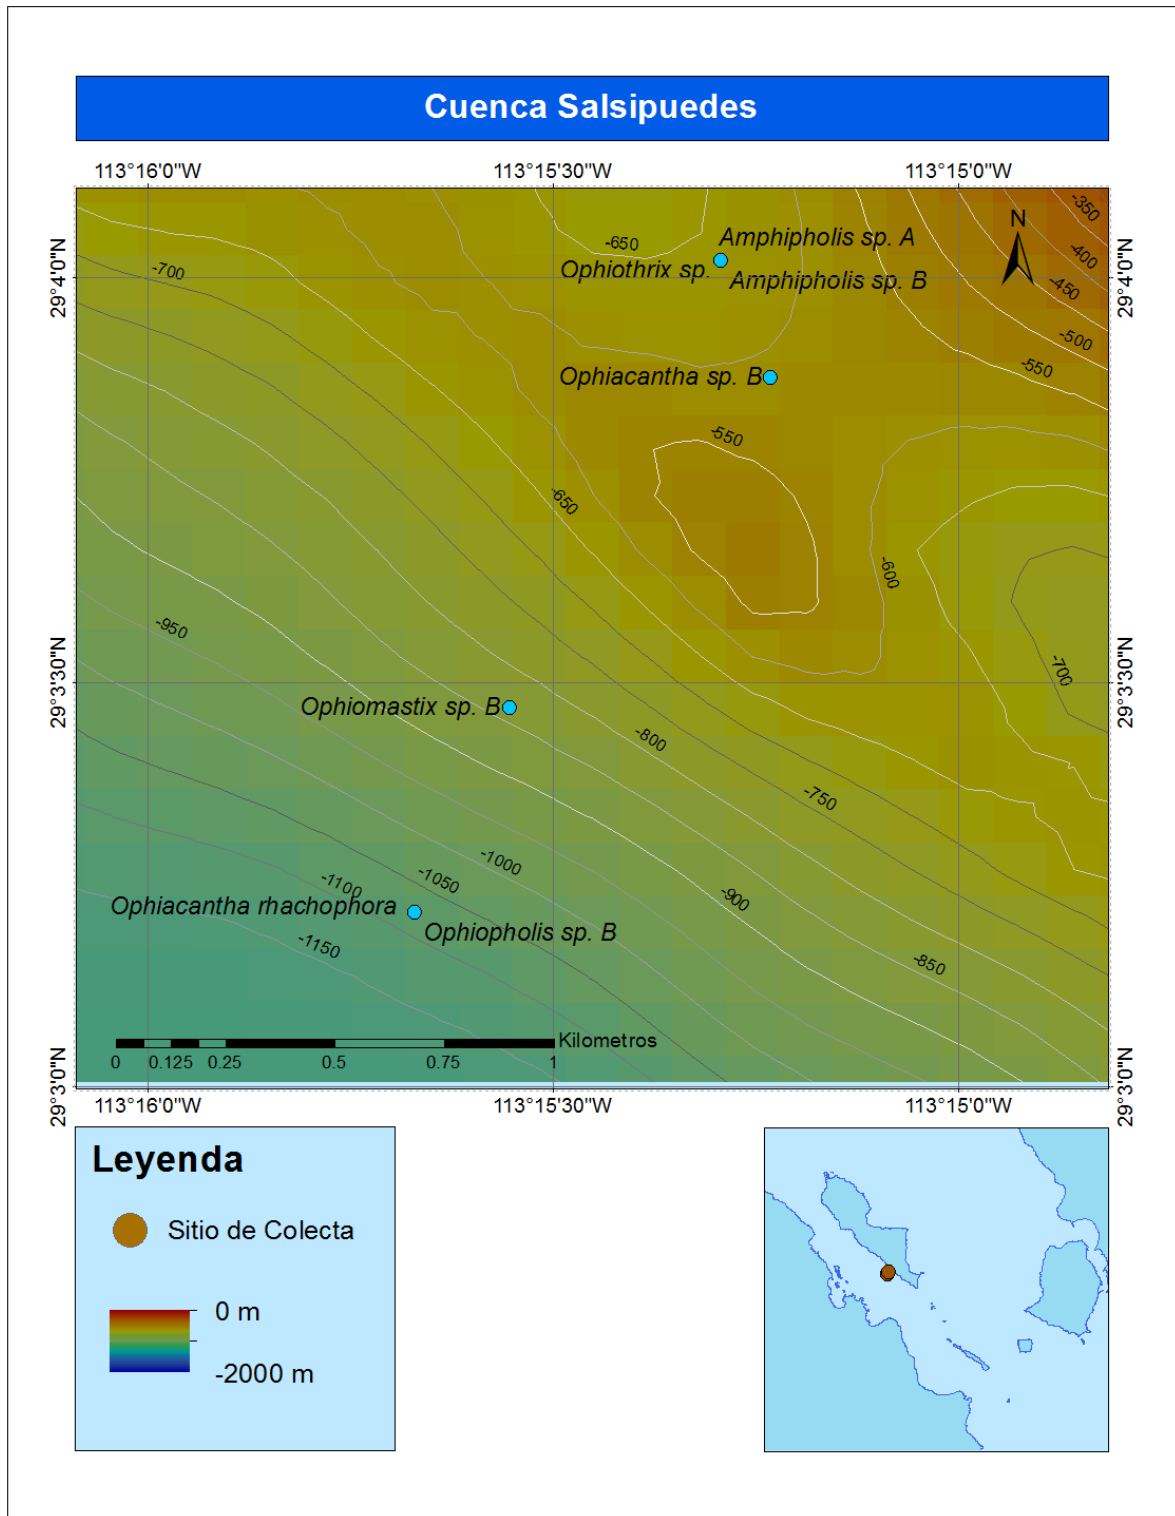 Cuenca Salsipuedes
113°16'0"W
113°15'30"W
113°15'0"W
-350
-650
Amphipholis sp. A
N
-400
29°4'0"N
-700
Ophiothrix sp.
Amphipholis sp. B
-450
29°4'0"N
-500
-550
Ophiacantha sp. B
-550
-650
-600
-950
-700
29°3'30"N
29°3'30"N
Ophiomastix sp. B
-800
-750
-1000
-1050
-1100
-900
Ophiacantha rhachophora
Ophiopholis sp. B
-1150
-850
Kilometros
0
0.125
0.25
0.5
0.75
1
29°3'0"N
29°3'0"N
113°16'0"W
113°15'30"W
113°15'0"W
Leyenda
Sitio de Colecta
0 m
-2000 m